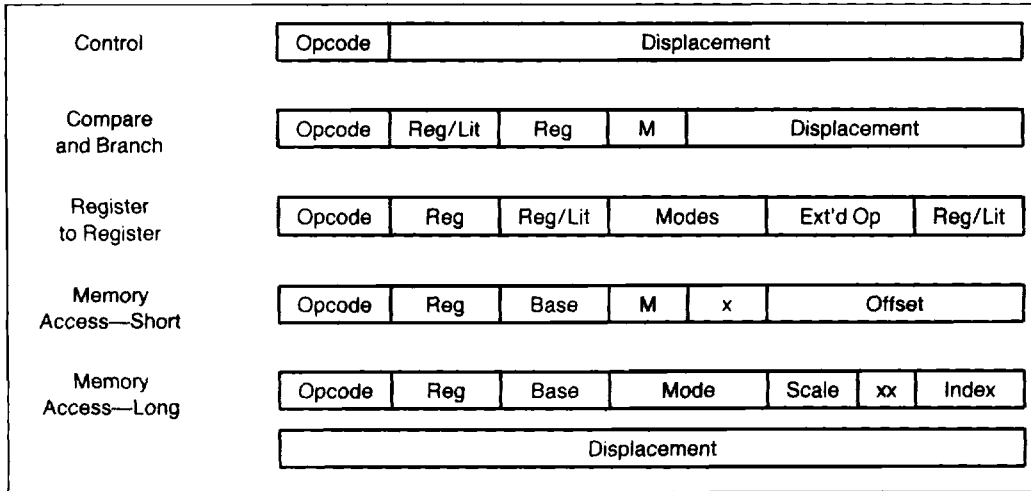 Control
Opcode Displacement
Compare
and Branch
Opcode Reg/Lit Reg M Displacement
Register
to Register
Opcode Reg Reg/Lit Modes Ext'd Op Reg/Lit
Memory
Access—Short
Opcode Reg Base M x Offset
Memory
Access—Long
Opcode Reg Base Mode Scale xx Index
Displacement